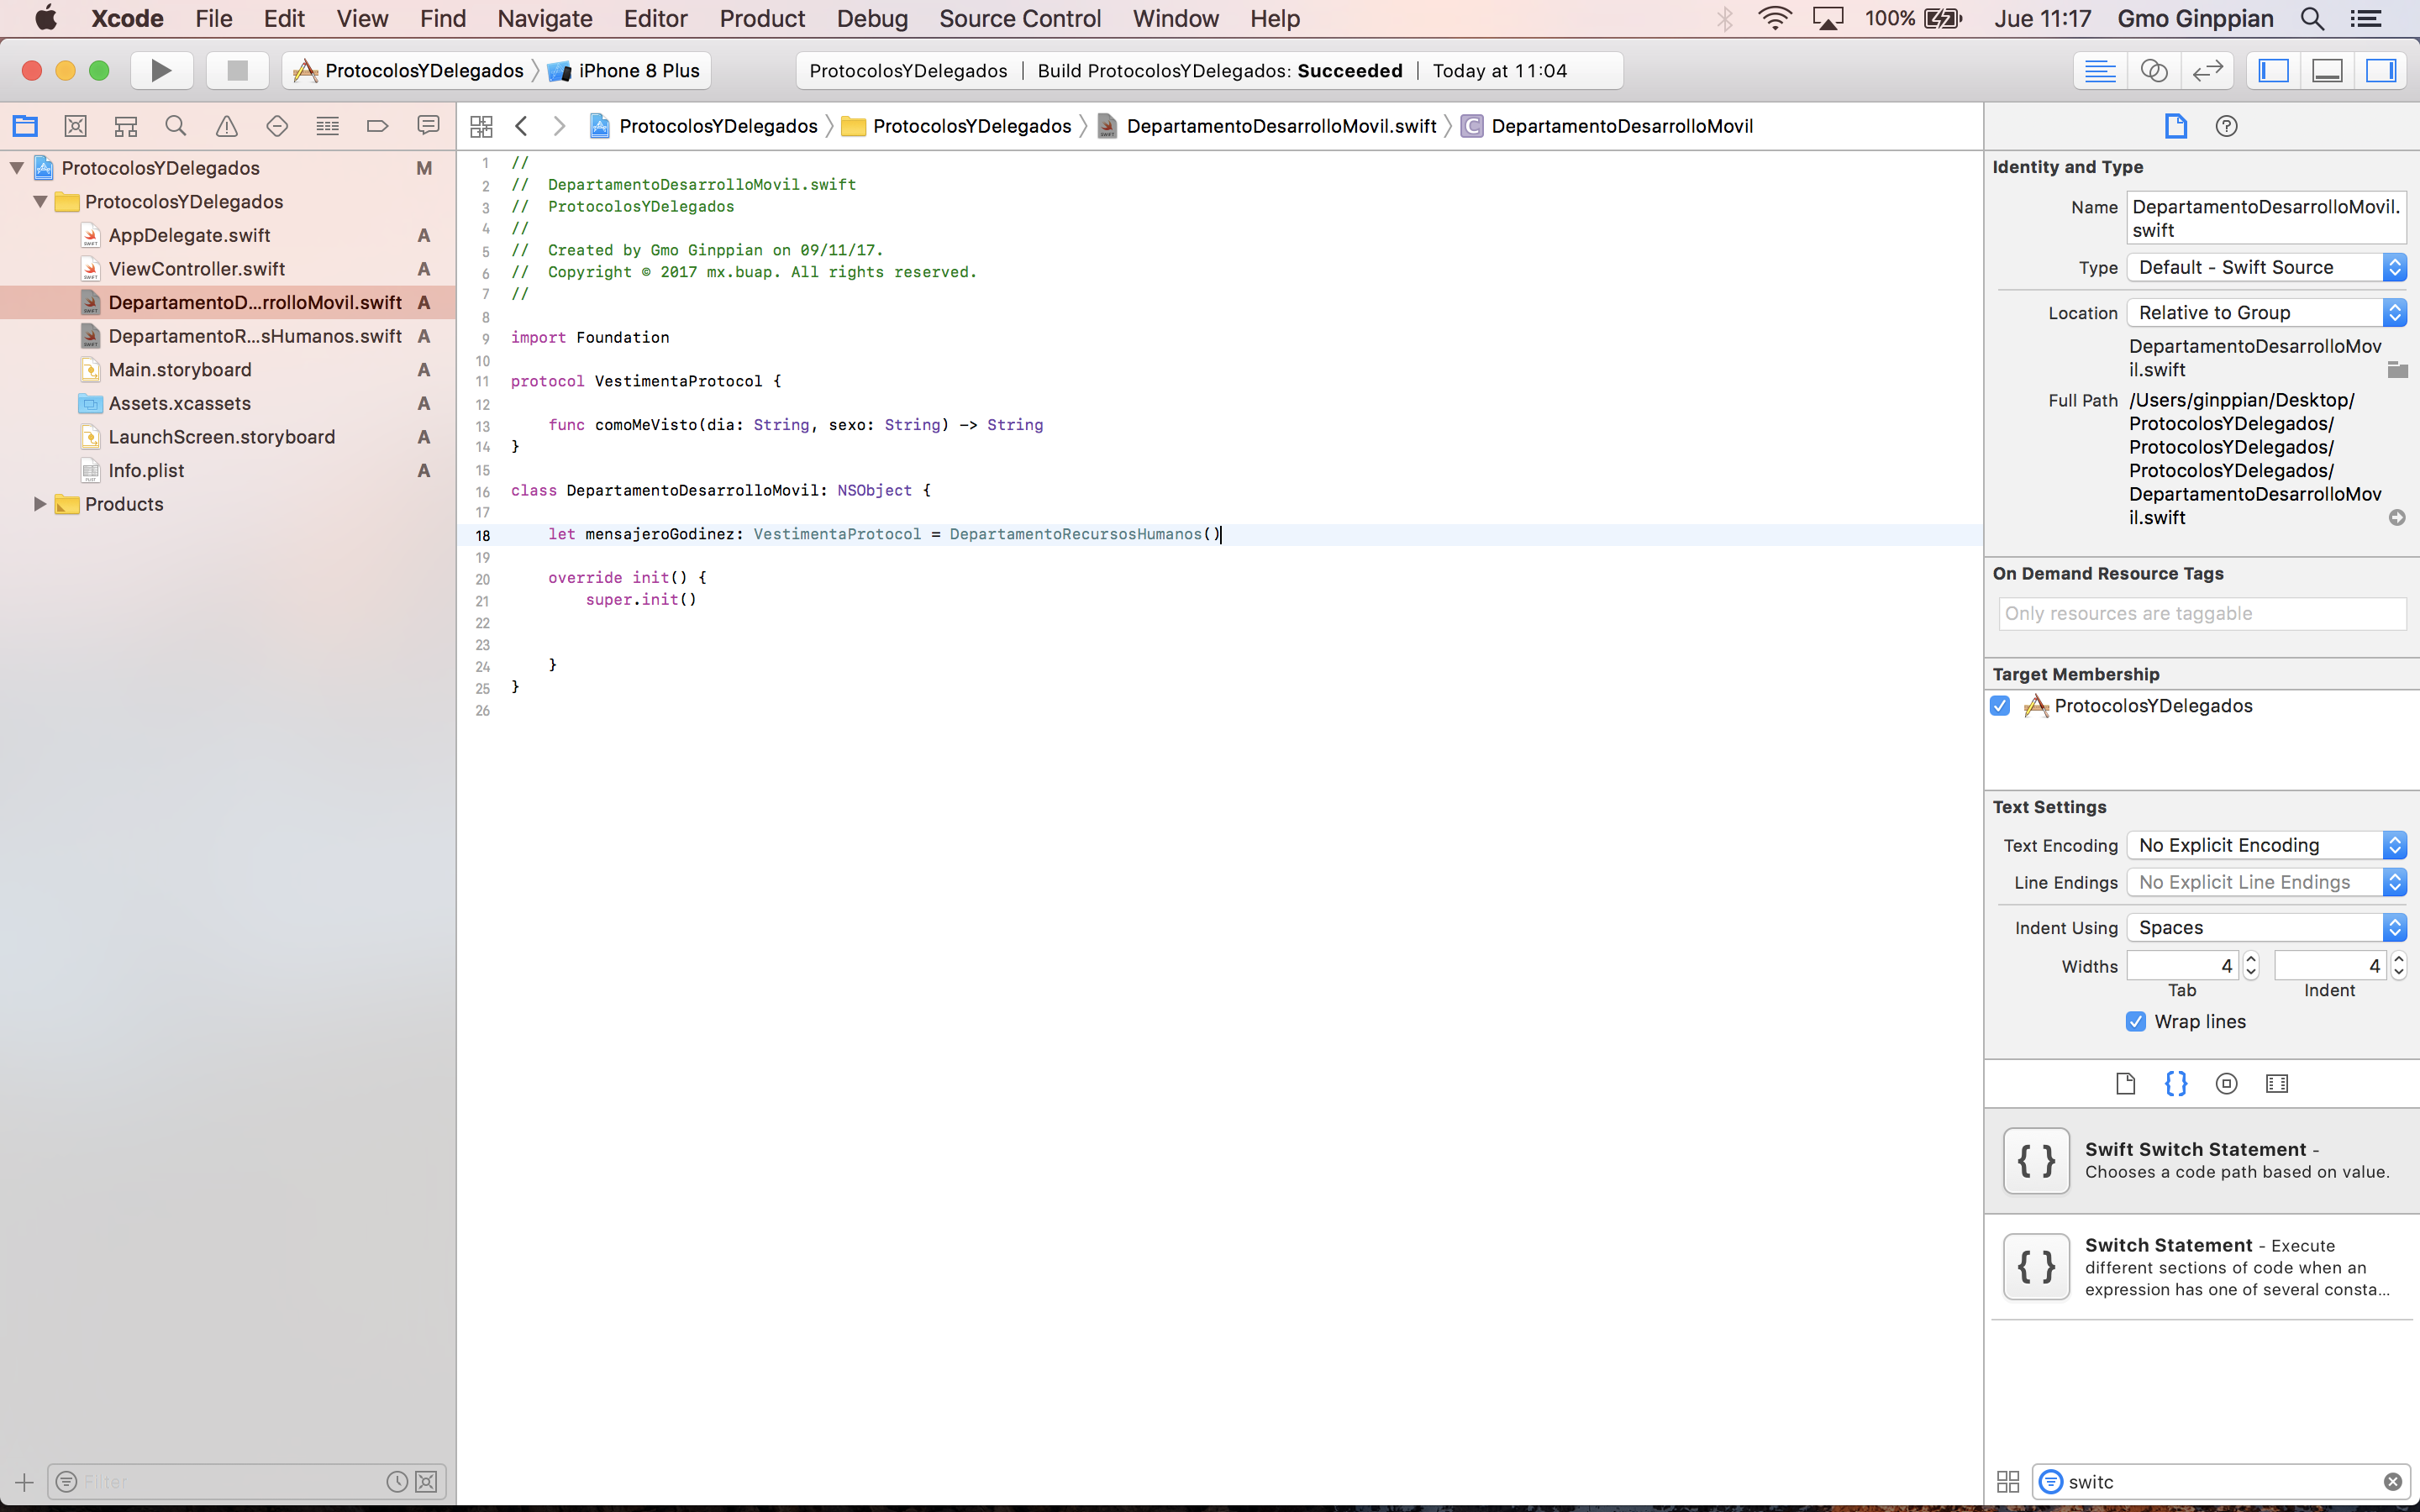 Xcode File Edit View Find Navigate Editor Product Debug Source Control Window Help 100% Jue 11:17 Gmo Ginppian
ProtocolosYDelegados iPhone 8 Plus ProtocolosYDelegados Build ProtocolosYDelegados: Succeeded Today at 11:04
ProtocolosYDelegados ProtocolosYDelegados DepartamentoDesarrolloMovil.swift C DepartamentoDesarrolloMovil
ProtocolosYDelegados M
ProtocolosYDelegados
AppDelegate.swift A
ViewController.swift A
DepartamentoD...rrolloMovil.swift A
DepartamentoR...sHumanos.swift A
Main.storyboard A
Assets.xcassets A
LaunchScreen.storyboard A
Info.plist A
Products
Filter
1 //
2 //  DepartamentoDesarrolloMovil.swift
3 //  ProtocolosYDelegados
4 //
5 //  Created by Gmo Ginppian on 09/11/17.
6 //  Copyright © 2017 mx.buap. All rights reserved.
7 //
8
9 import Foundation
10
11 protocol VestimentaProtocol {
12
13     func comoMeVisto(dia: String, sexo: String) -> String
14 }
15
16 class DepartamentoDesarrolloMovil: NSObject {
17
18     let mensajeroGodinez: VestimentaProtocol = DepartamentoRecursosHumanos()
19
20     override init() {
21         super.init()
22
23
24     }
25 }
26
Identity and Type
Name DepartamentoDesarrolloMovil.
swift
Type Default - Swift Source
Location Relative to Group
DepartamentoDesarrolloMov
il.swift
Full Path /Users/ginppian/Desktop/
ProtocolosYDelegados/
ProtocolosYDelegados/
ProtocolosYDelegados/
DepartamentoDesarrolloMov
il.swift
On Demand Resource Tags
Only resources are taggable
Target Membership
ProtocolosYDelegados
Text Settings
Text Encoding No Explicit Encoding
Line Endings No Explicit Line Endings
Indent Using Spaces
Widths 4 4
Tab Indent
Wrap lines
{ } Swift Switch Statement -
Chooses a code path based on value.
{ } Switch Statement - Execute
different sections of code when an
expression has one of several consta...
switc